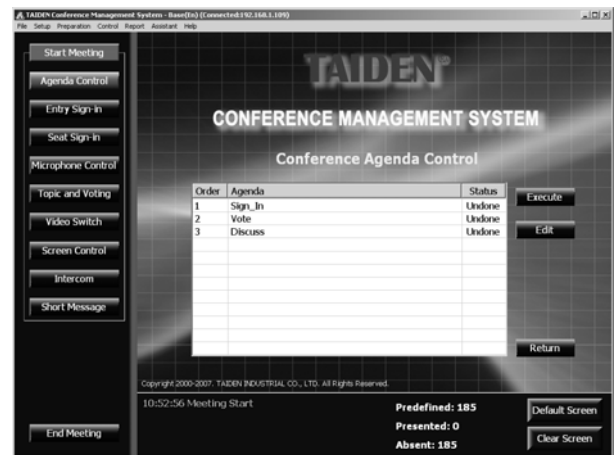 TAIDEN Conference Management System - Base(En) (Connected:192.168.1.109)
File Setup Preparation Control Report Assistant Help
Start Meeting
Agenda Control
Entry Sign-in
Seat Sign-in
Microphone Control
Topic and Voting
Video Switch
Screen Control
Intercom
Short Message
End Meeting
TAIDEN®
CONFERENCE MANAGEMENT SYSTEM
Conference Agenda Control
Order Agenda Status
1 Sign_In Undone
2 Vote Undone
3 Discuss Undone
Execute
Edit
Return
Copyright 2000-2007. TAIDEN INDUSTRIAL CO., LTD. All Rights Reserved.
10:52:56 Meeting Start
Predefined: 185
Presented: 0
Absent: 185
Default Screen
Clear Screen